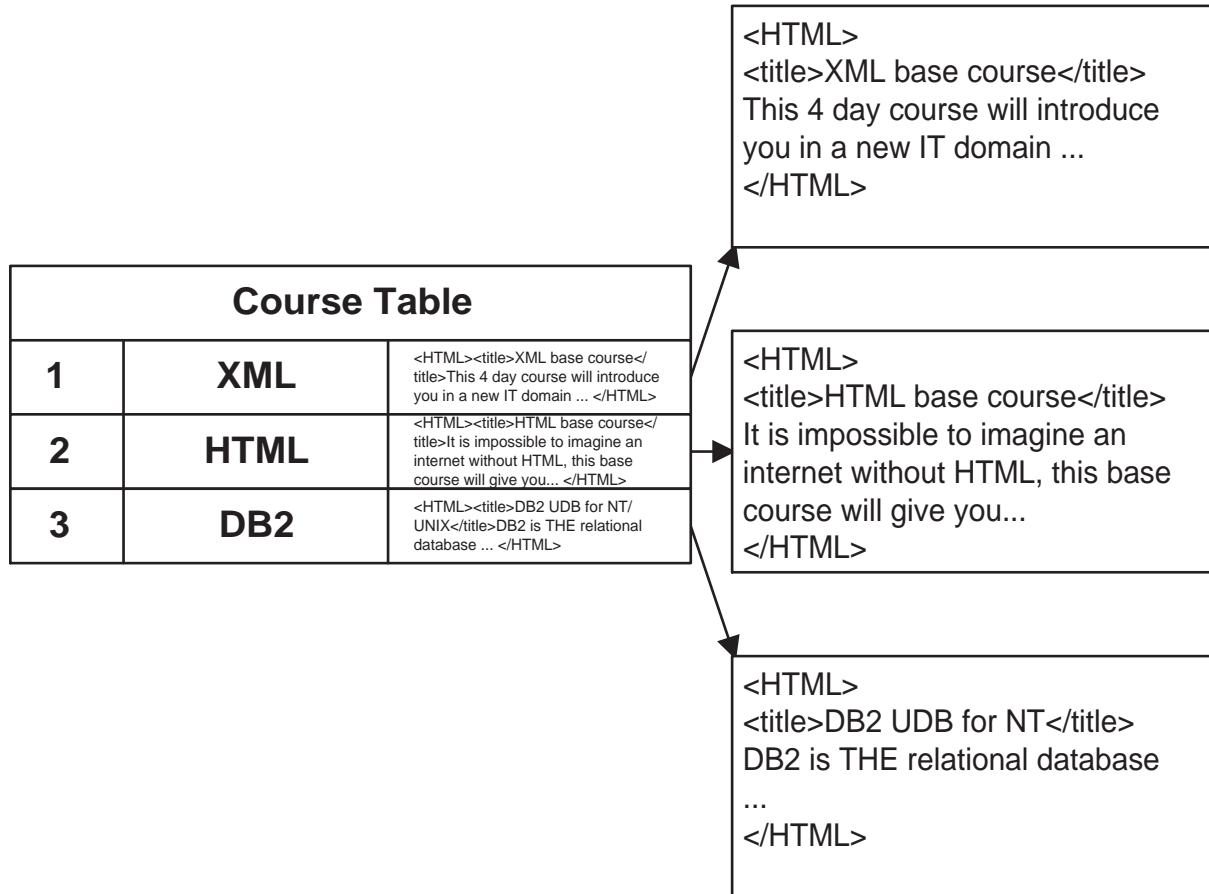 <HTML>
<title>XML base course</title>
This 4 day course will introduce
you in a new IT domain ...
</HTML>
Course Table
1
XML
<HTML><title>XML base course</
title>This 4 day course will introduce
you in a new IT domain ... </HTML>
2
HTML
<HTML><title>HTML base course</
title>It is impossible to imagine an
internet without HTML, this base
course will give you... </HTML>
3
DB2
<HTML><title>DB2 UDB for NT/
UNIX</title>DB2 is THE relational
database ... </HTML>
<HTML>
<title>HTML base course</title>
It is impossible to imagine an
internet without HTML, this base
course will give you...
</HTML>
<HTML>
<title>DB2 UDB for NT</title>
DB2 is THE relational database
...
</HTML>